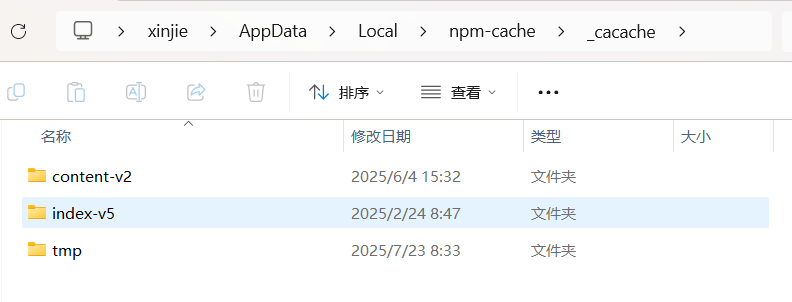 xinjie > AppData > Local > npm-cache > _cacache >
排序 查看
名称 修改日期 类型 大小
content-v2 2025/6/4 15:32 文件夹
index-v5 2025/2/24 8:47 文件夹
tmp 2025/7/23 8:33 文件夹